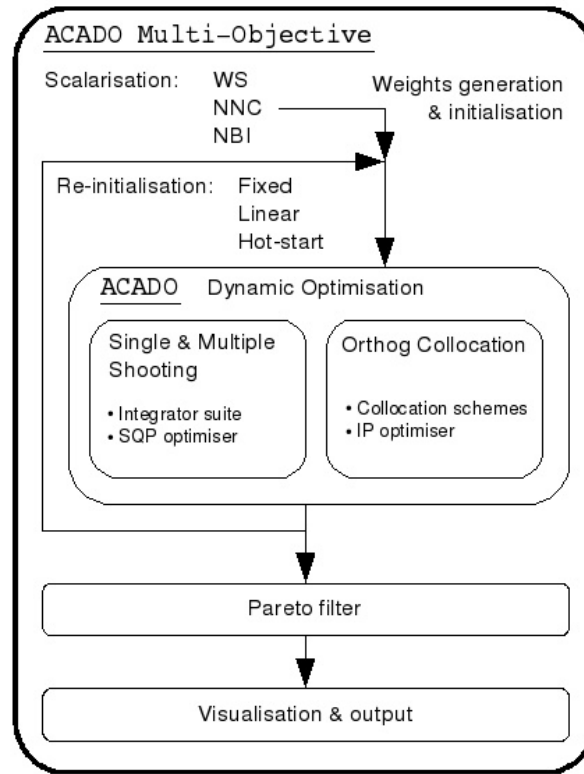 ACADO Multi-Objective
Scalarisation: WS
NNC
NBI
Weights generation
& initialisation
Re-initialisation: Fixed
Linear
Hot-start
ACADO Dynamic Optimisation
Single & Multiple
Shooting
• Integrator suite
• SQP optimiser
Orthog Collocation
• Collocation schemes
• IP optimiser
Pareto filter
Visualisation & output